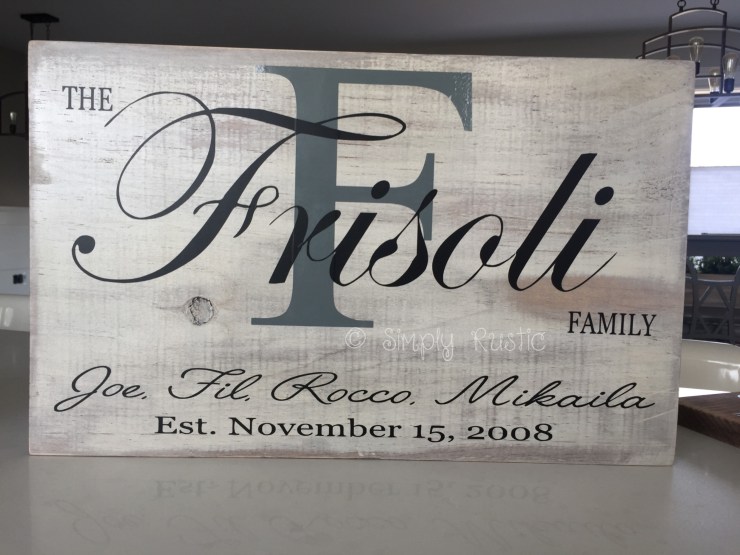 THE
F
Frisoli
FAMILY
© Simply Rustic
Joe, Fil, Rocco, Mikaila
Est. November 15, 2008